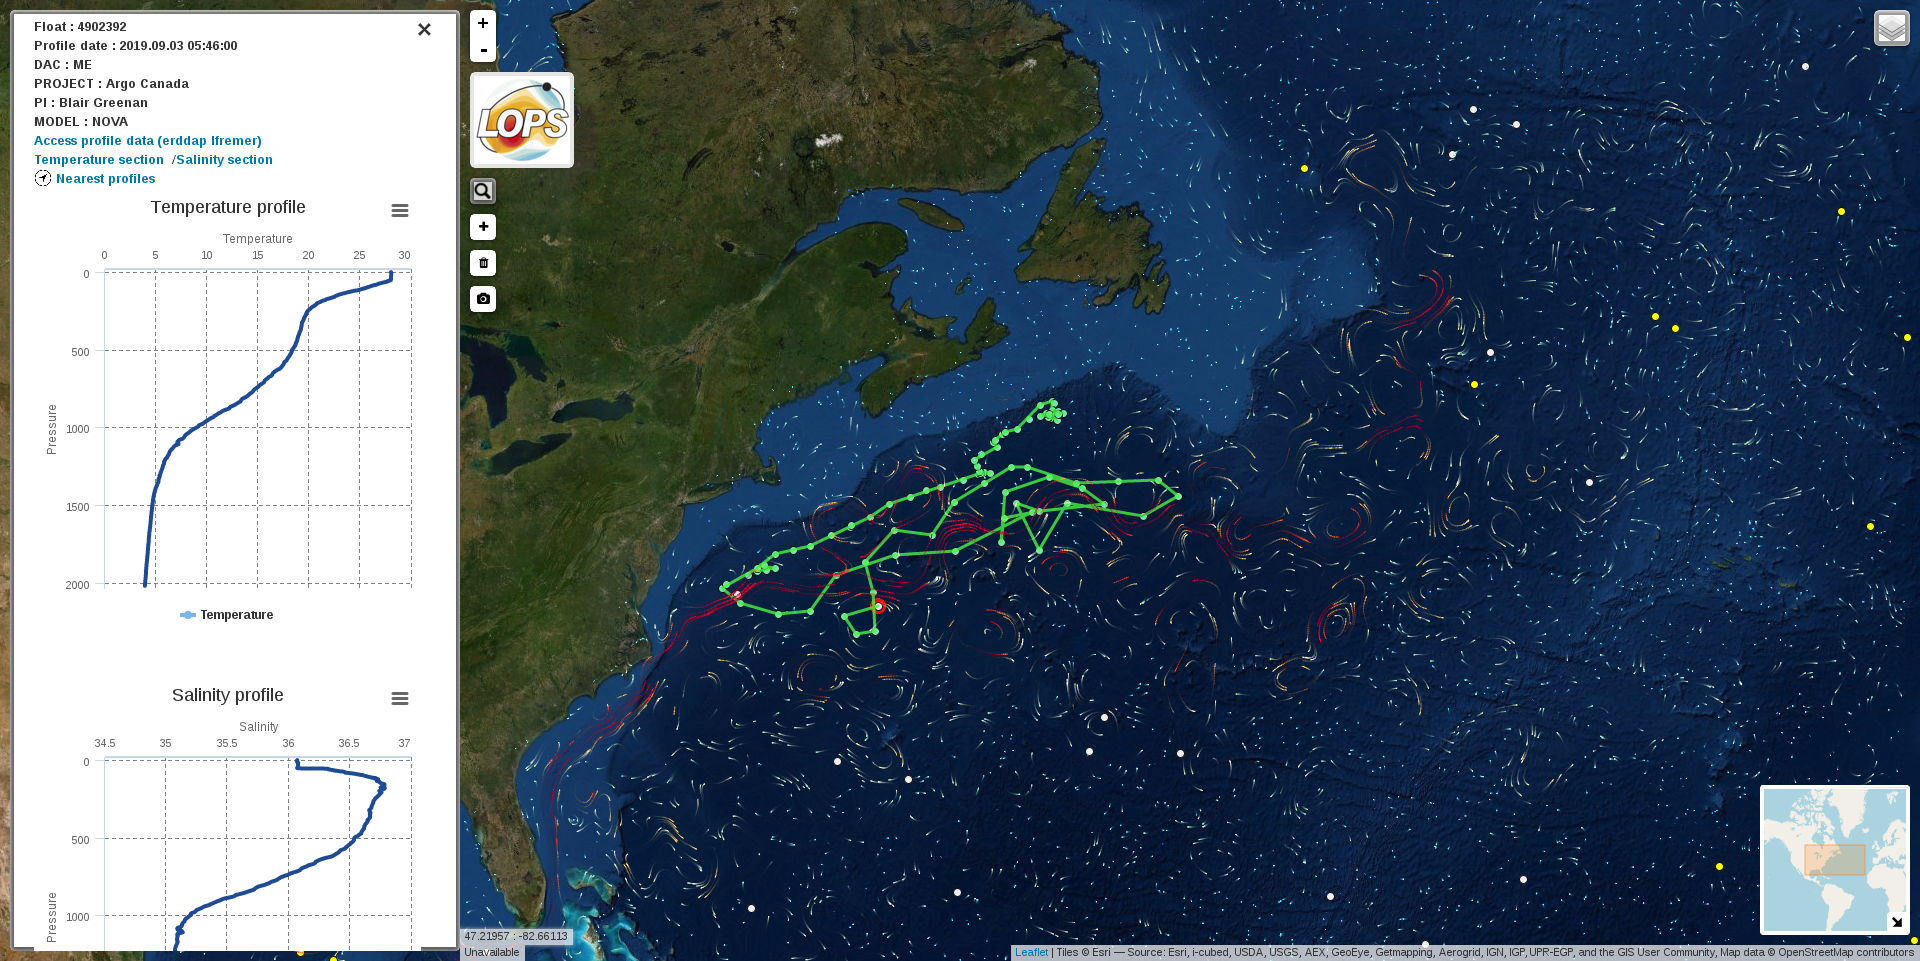 Float : 4902392
Profile date : 2019.09.03 05:46:00
DAC : ME
PROJECT : Argo Canada
PI : Blair Greenan
MODEL : NOVA
Access profile data (erddap Ifremer)
Temperature section /Salinity section
Nearest profiles
Temperature profile
Temperature
0 5 10 15 20 25 30
0
500
1000
1500
2000
Pressure
Temperature
Salinity profile
Salinity
34.5 35 35.5 36 36.5 37
0
500
1000
Pressure
+
-
LOPS
+
47.21957 : -82.66113
Unavailable
Leaflet | Tiles © Esri — Source: Esri, i-cubed, USDA, USGS, AEX, GeoEye, Getmapping, Aerogrid, IGN, IGP, UPR-EGP, and the GIS User Community, Map data © OpenStreetMap contributors